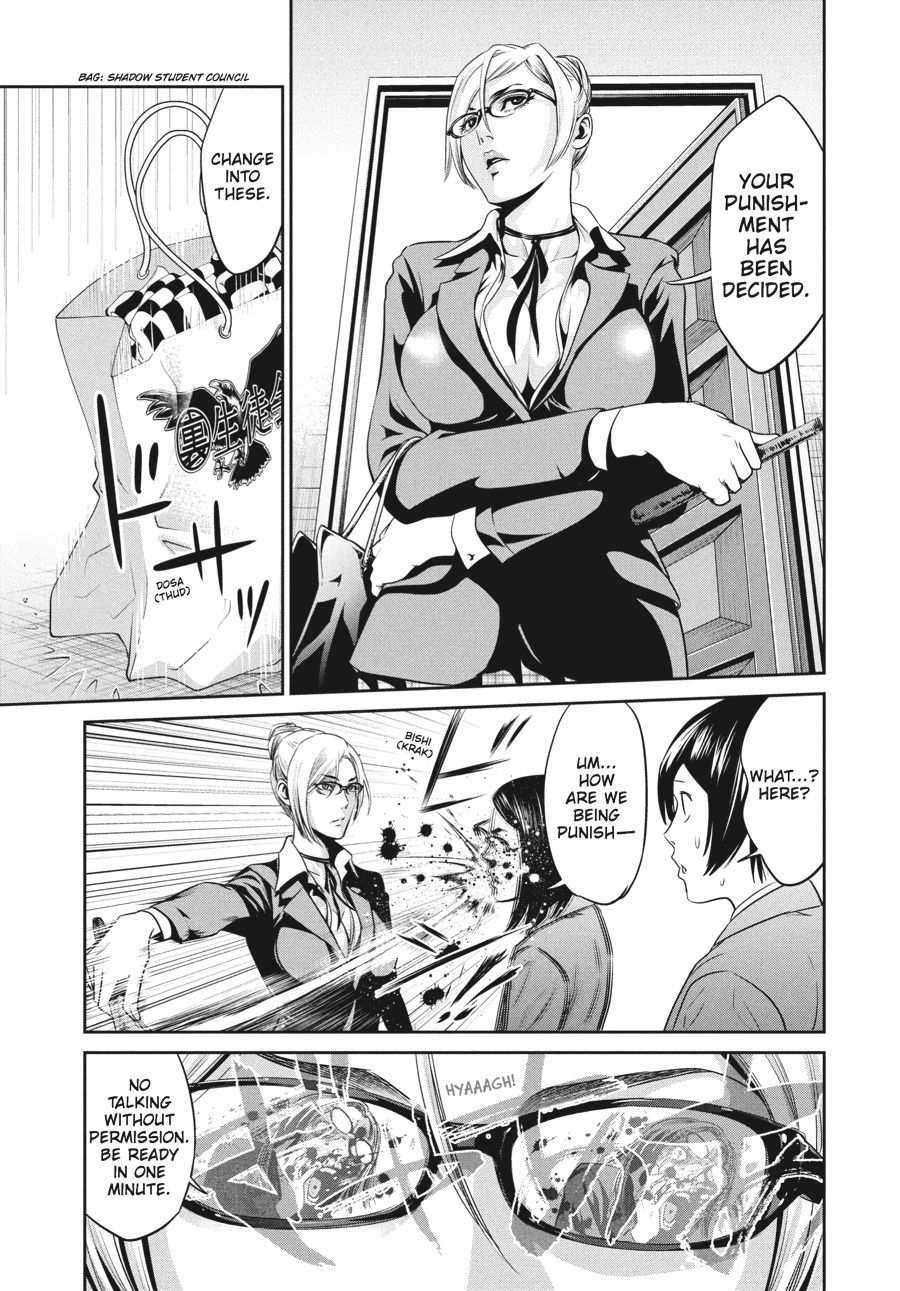 YOUR
PUNISH-
MENT
HAS
BEEN
DECIDED.
BAG: SHADOW STUDENT COUNCIL
CHANGE
INTO
THESE.
裏生徒会
ドサッ
DOSA
(THUD)
WHAT...?
HERE?
UM...
HOW
ARE WE
BEING
PUNISH—
BISHI
(KRAK)
HYAAAGH!
NO
TALKING
WITHOUT
PERMISSION.
BE READY
IN ONE
MINUTE.